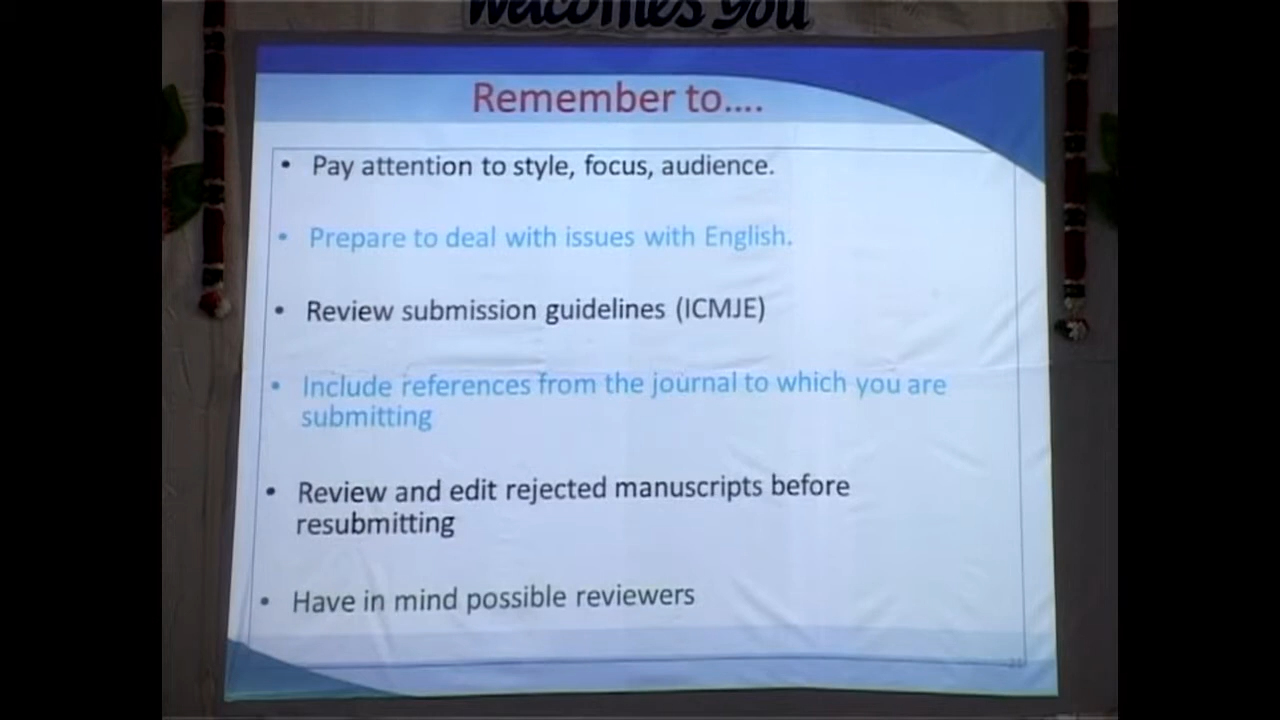 welcomes you
Remember to....
• Pay attention to style, focus, audience.
• Prepare to deal with issues with English.
• Review submission guidelines (ICMJE)
• Include references from the journal to which you are
submitting
• Review and edit rejected manuscripts before
resubmitting
• Have in mind possible reviewers